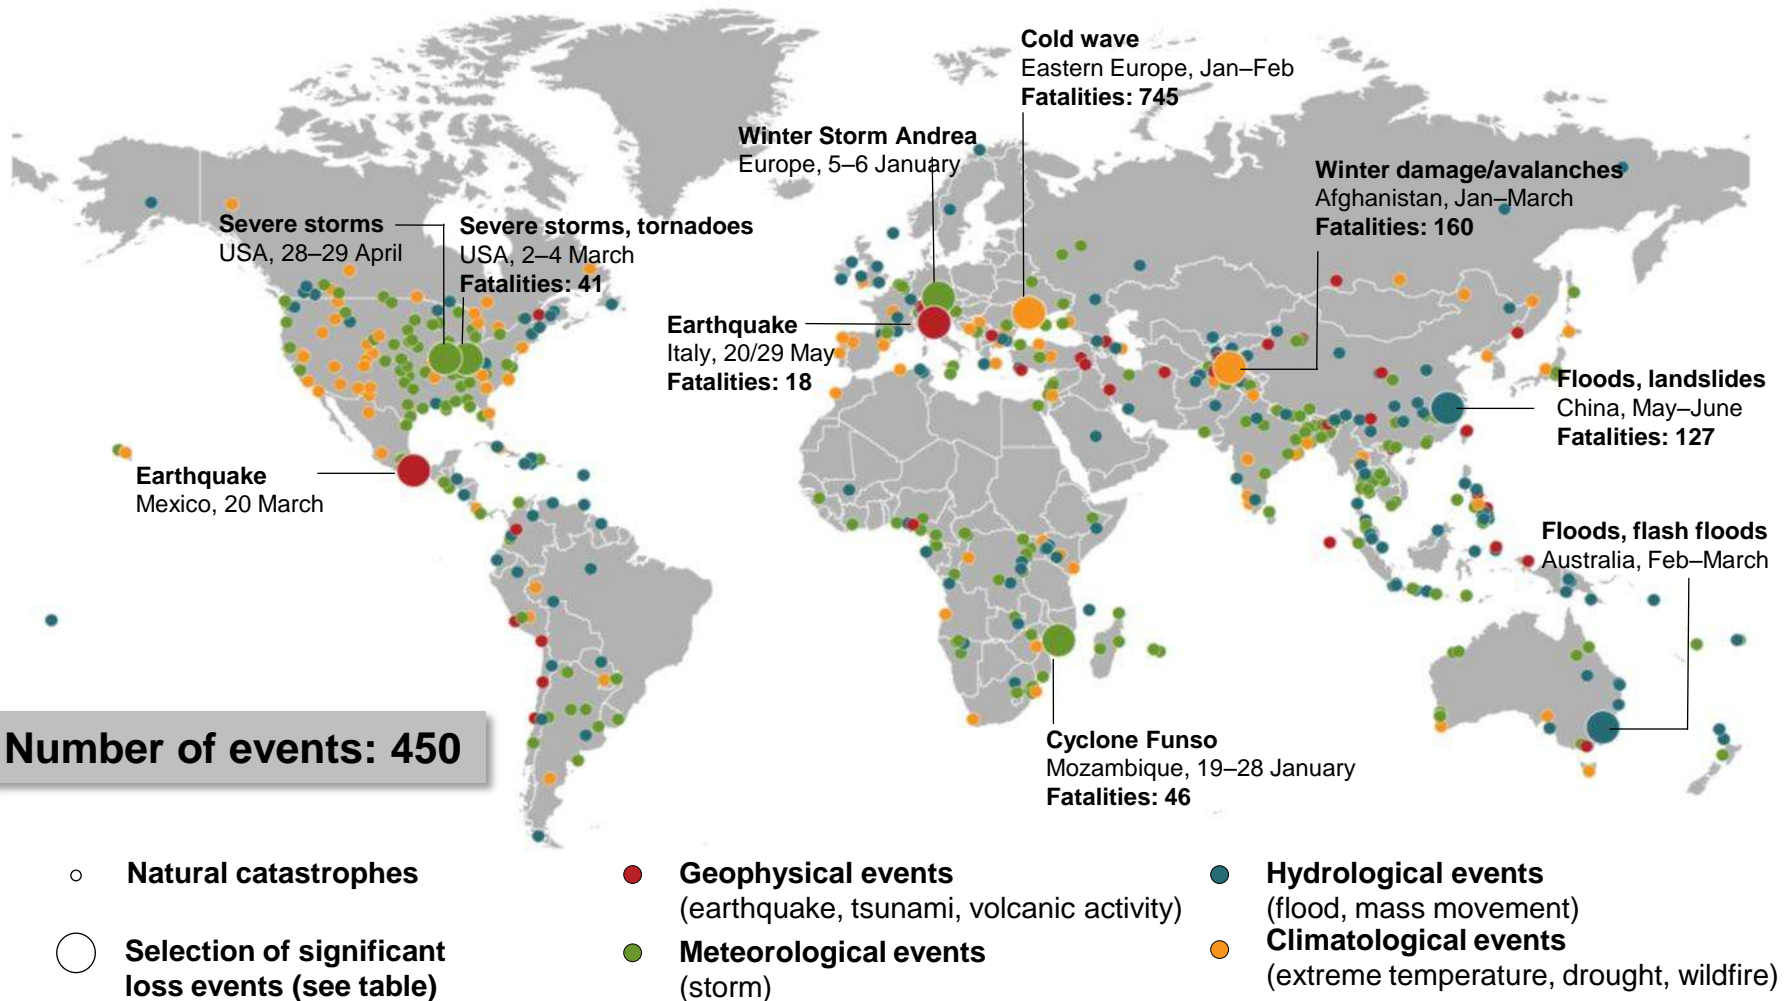 Cold wave
Eastern Europe, Jan–Feb
Fatalities: 745
Winter Storm Andrea
Europe, 5–6 January
Winter damage/avalanches
Afghanistan, Jan–March
Fatalities: 160
Severe storms
USA, 28–29 April
Severe storms, tornadoes
USA, 2–4 March
Fatalities: 41
Earthquake
Italy, 20/29 May
Fatalities: 18
Floods, landslides
China, May–June
Fatalities: 127
Earthquake
Mexico, 20 March
Floods, flash floods
Australia, Feb–March
Cyclone Funso
Mozambique, 19–28 January
Fatalities: 46
Number of events: 450
Natural catastrophes
Selection of significant
loss events (see table)
Geophysical events
(earthquake, tsunami, volcanic activity)
Meteorological events
(storm)
Hydrological events
(flood, mass movement)
Climatological events
(extreme temperature, drought, wildfire)